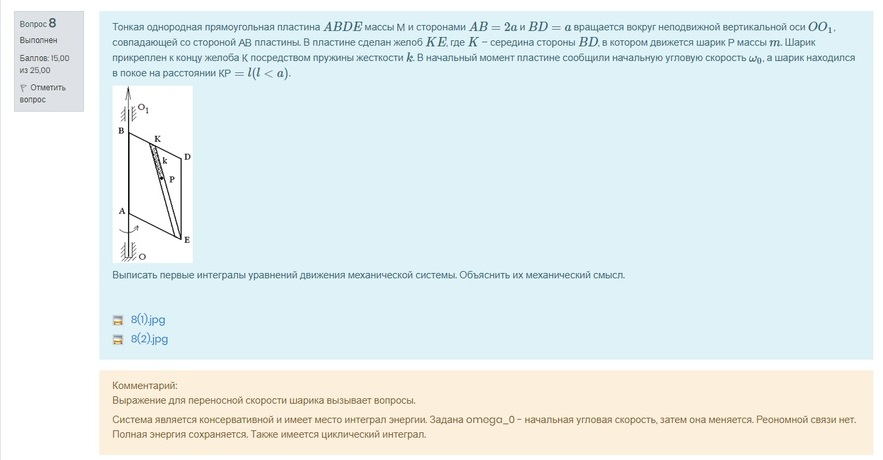 Вопрос 8
Выполнен
Баллов: 15,00
из 25,00
Отметить
вопрос
Тонкая однородная прямоугольная пластина ABDE массы M и сторонами AB = 2a и BD = a вращается вокруг неподвижной вертикальной оси OO₁,
совпадающей со стороной AB пластины. В пластине сделан желоб KE, где K – середина стороны BD, в котором движется шарик P массы m. Шарик
прикреплен к концу желоба K посредством пружины жесткости k. В начальный момент пластине сообщили начальную угловую скорость ω₀, а шарик находился
в покое на расстоянии KP = l(l < a).
O₁
B
K
D
k
P
A
E
O
Выписать первые интегралы уравнений движения механической системы. Объяснить их механический смысл.
8(1).jpg
8(2).jpg
Комментарий:
Выражение для переносной скорости шарика вызывает вопросы.
Система является консервативной и имеет место интеграл энергии. Задана omega_0 - начальная угловая скорость, затем она меняется. Реономной связи нет.
Полная энергия сохраняется. Также имеется циклический интеграл.